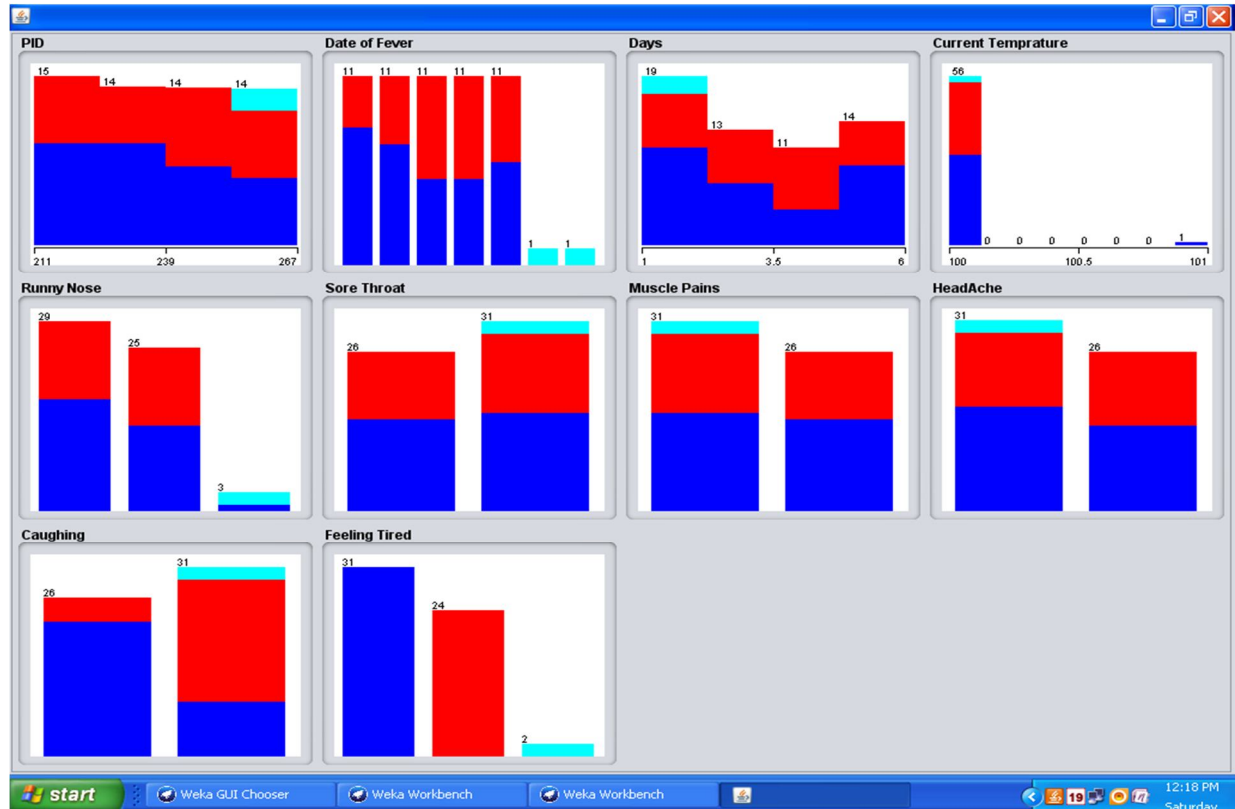 PID
Date of Fever
Days
Current Temprature
15
14
14
14
211
239
267
11
11
11
11
11
1
1
19
13
11
14
1
3.5
6
56
0
0
0
0
0
0
1
100
100.5
101
Runny Nose
Sore Throat
Muscle Pains
HeadAche
29
25
3
26
31
31
26
31
26
Caughing
Feeling Tired
26
31
31
24
2
start
Weka GUI Chooser
Weka Workbench
Weka Workbench
19
12:18 PM
Saturday